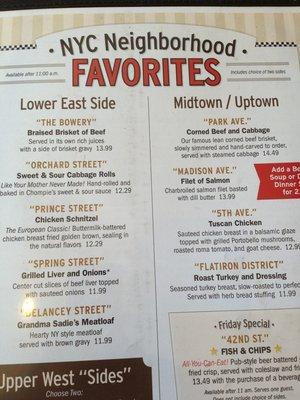 NYC Neighborhood
FAVORITES
Available after 11:00 a.m.
Includes choice of two sides
Lower East Side
"THE BOWERY"
Braised Brisket of Beef
Served in its own rich juices
with a side of brisket gravy 13.99
"ORCHARD STREET"
Sweet & Sour Cabbage Rolls
Like Your Mother Never Made! Hand-rolled and
baked in Chompie's sweet & sour sauce 12.29
"PRINCE STREET"
Chicken Schnitzel
The European Classic! Buttermilk-battered
chicken breast fried golden brown, sealing in
the natural flavors 12.29
"SPRING STREET"
Grilled Liver and Onions*
Center cut slices of beef liver topped
with sauteed onions 11.99
"DELANCEY STREET"
Grandma Sadie's Meatloaf
Hearty NY style meatloaf
served with brown gravy 11.99
Upper West "Sides"
Choose Two:
Midtown / Uptown
"PARK AVE."
Corned Beef and Cabbage
Our famous lean corned beef brisket,
slowly simmered and hand-carved to order,
served with steamed cabbage 14.49
"MADISON AVE."
Filet of Salmon
Charbroiled salmon filet basted
with dill butter 13.99
Add a Bo
Soup or D
Dinner S
for 2.
"5TH AVE."
Tuscan Chicken
Sauteed chicken breast in a balsamic glaze
topped with grilled Portobello mushrooms,
roasted roma tomato, and goat cheese 12.99
"FLATIRON DISTRICT"
Roast Turkey and Dressing
Seasoned turkey breast, slow-roasted to perfect
Served with herb bread stuffing 11.99
Friday Special
"42ND ST."
FISH & CHIPS
All-You-Can-Eat! Pub-style beer battered
fried crisp, served with coleslaw and fr
13.49 with the purchase of a beverag
Available after 11 am. Serves one guest.
Does not include choice of sides.